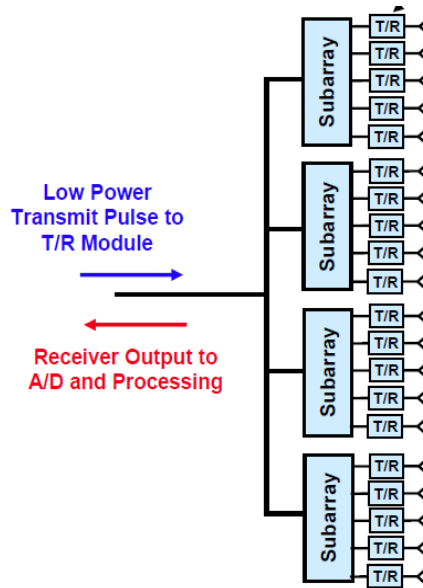 Subarray
T/R
T/R
T/R
T/R
T/R
Subarray
T/R
T/R
T/R
T/R
T/R
Low Power
Transmit Pulse to
T/R Module
Receiver Output to
A/D and Processing
Subarray
T/R
T/R
T/R
T/R
T/R
Subarray
T/R
T/R
T/R
T/R
T/R